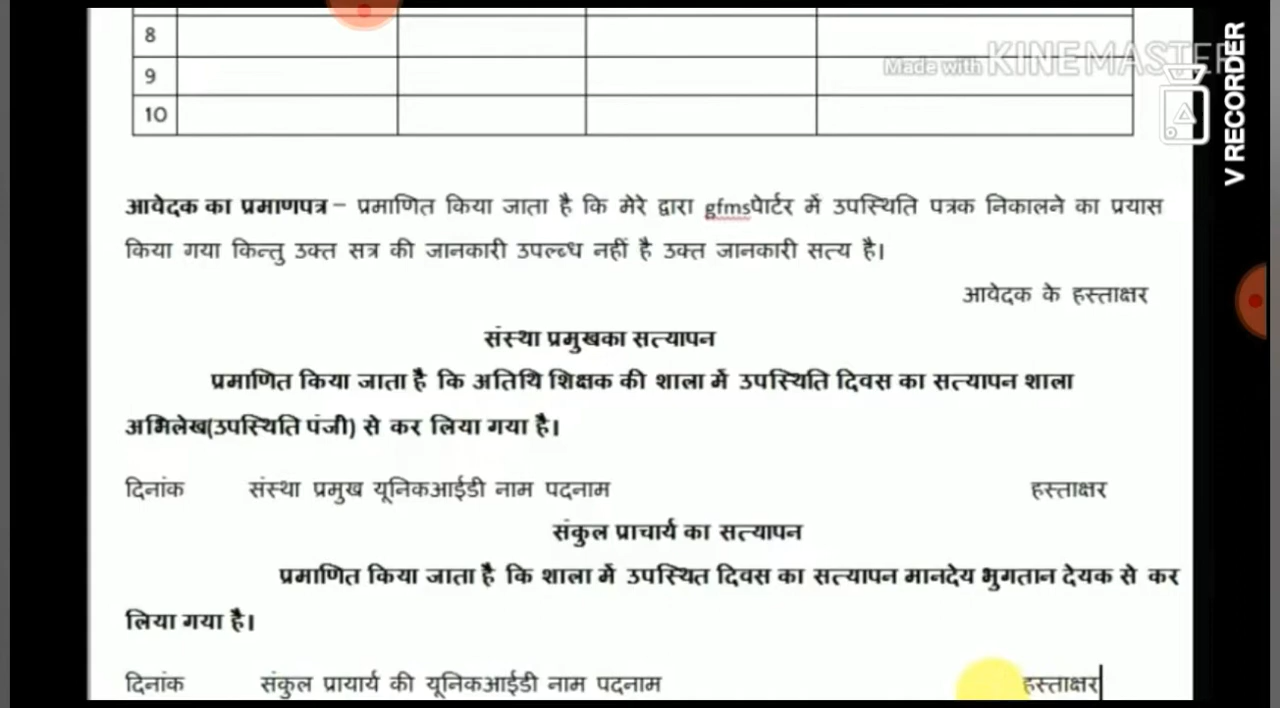 8
9
10
Made with KINEMASTER
V RECORDER
आवेदक का प्रमाणपत्र – प्रमाणित किया जाता है कि मेरे द्वारा gfmsपोर्टर में उपस्थिति पत्रक निकालने का प्रयास
किया गया किन्तु उक्त सत्र की जानकारी उपल्ब्ध नहीं है उक्त जानकारी सत्य है।
आवेदक के हस्ताक्षर
संस्था प्रमुखका सत्यापन
प्रमाणित किया जाता है कि अतिथि शिक्षक की शाला में उपस्थिति दिवस का सत्यापन शाला
अभिलेख(उपस्थिति पंजी) से कर लिया गया है।
दिनांक संस्था प्रमुख यूनिकआईडी नाम पदनाम हस्ताक्षर
संकुल प्राचार्य का सत्यापन
प्रमाणित किया जाता है कि शाला में उपस्थित दिवस का सत्यापन मानदेय भुगतान देयक से कर
लिया गया है।
दिनांक संकुल प्रायार्य की यूनिकआईडी नाम पदनाम हस्ताक्षर